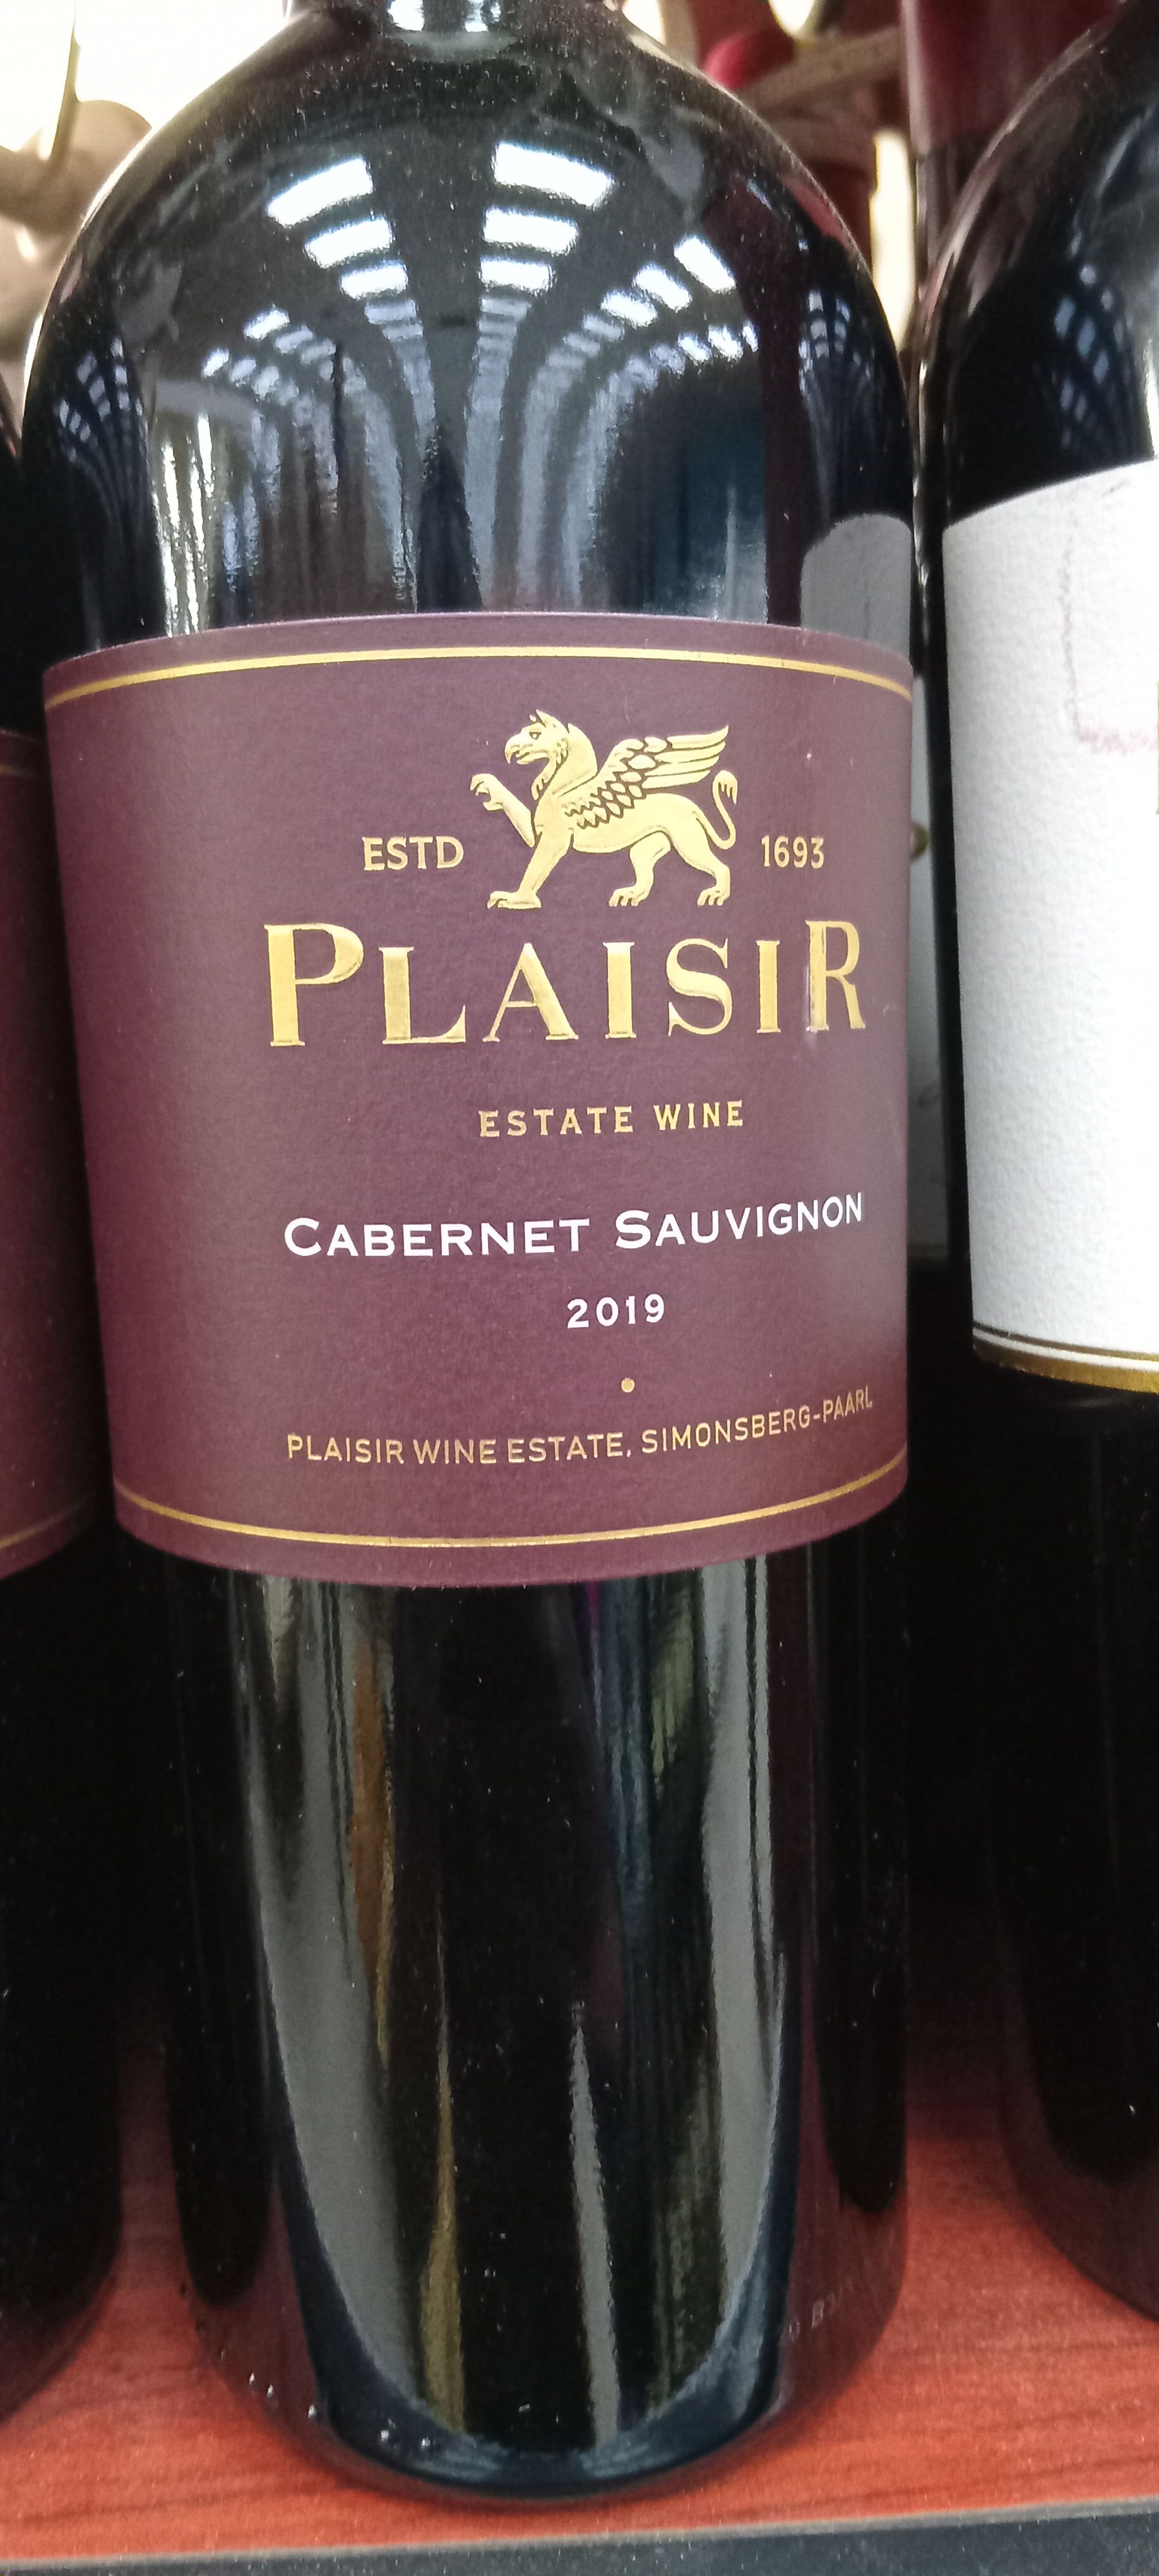 ESTD 1693
PLAISIR
ESTATE WINE
CABERNET SAUVIGNON
2019
PLAISIR WINE ESTATE, SIMONSBERG-PAARL